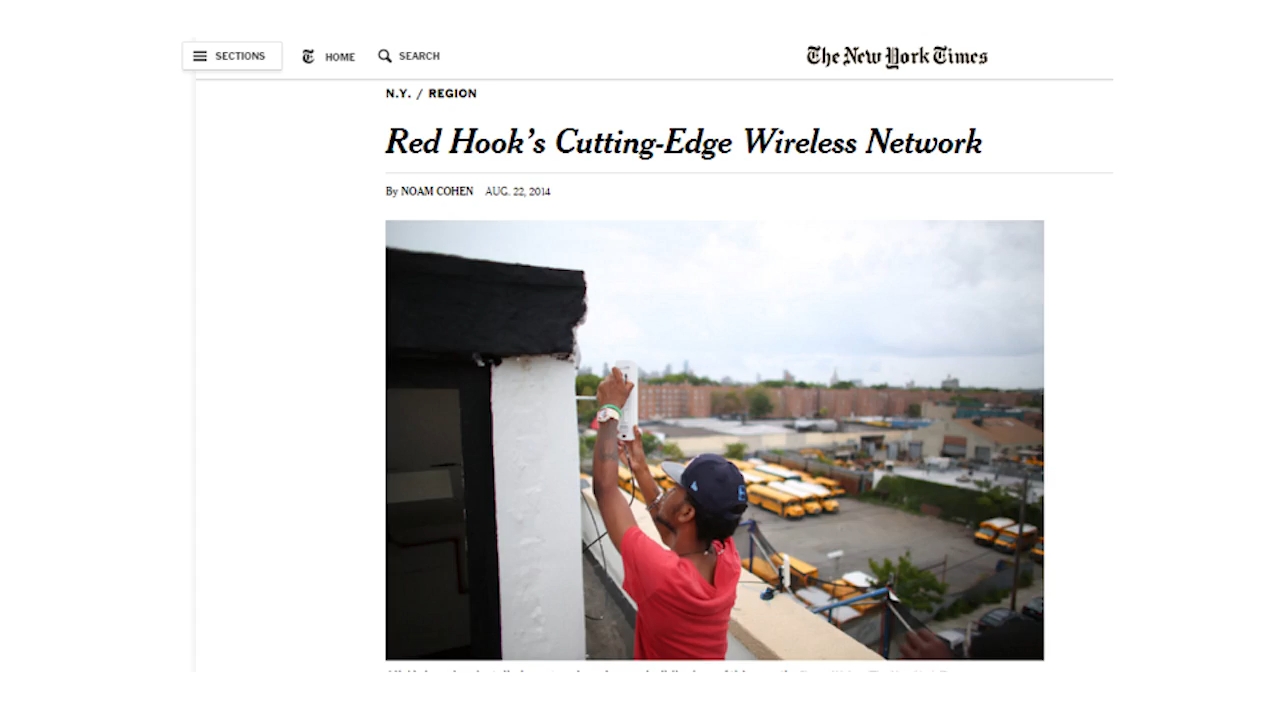 SECTIONS HOME SEARCH The New York Times
N.Y. / REGION
Red Hook's Cutting-Edge Wireless Network
By NOAM COHEN AUG. 22, 2014